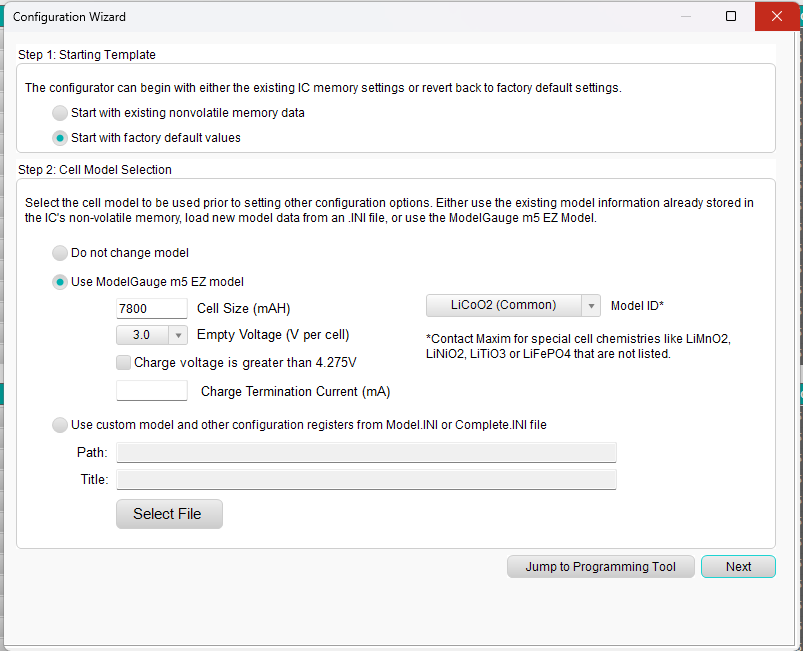 Configuration Wizard
Step 1: Starting Template
The configurator can begin with either the existing IC memory settings or revert back to factory default settings.
Start with existing nonvolatile memory data
Start with factory default values
Step 2: Cell Model Selection
Select the cell model to be used prior to setting other configuration options. Either use the existing model information already stored in
the IC's non-volatile memory, load new model data from an .INI file, or use the ModelGauge m5 EZ Model.
Do not change model
Use ModelGauge m5 EZ model
7800 Cell Size (mAH)
LiCoO2 (Common) Model ID*
3.0 Empty Voltage (V per cell)
*Contact Maxim for special cell chemistries like LiMnO2,
LiNiO2, LiTiO3 or LiFePO4 that are not listed.
Charge voltage is greater than 4.275V
Charge Termination Current (mA)
Use custom model and other configuration registers from Model.INI or Complete.INI file
Path:
Title:
Select File
Jump to Programming Tool
Next